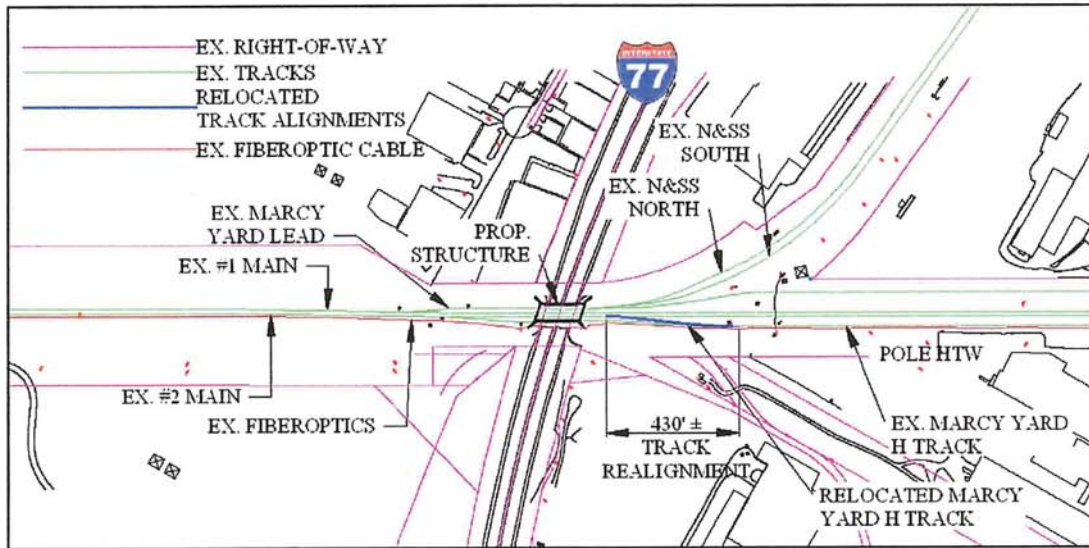 EX. RIGHT-OF-WAY
EX. TRACKS
RELOCATED
TRACK ALIGNMENTS
EX. FIBEROPTIC CABLE
INTERSTATE
77
EX. N&SS
SOUTH
EX. N&SS
NORTH
EX. MARCY
YARD LEAD
PROP.
STRUCTURE
EX. #1 MAIN
POLE HTW
EX. #2 MAIN
EX. FIBEROPTICS
430' ±
TRACK
REALIGNMENT
EX. MARCY YARD
H TRACK
RELOCATED MARCY
YARD H TRACK